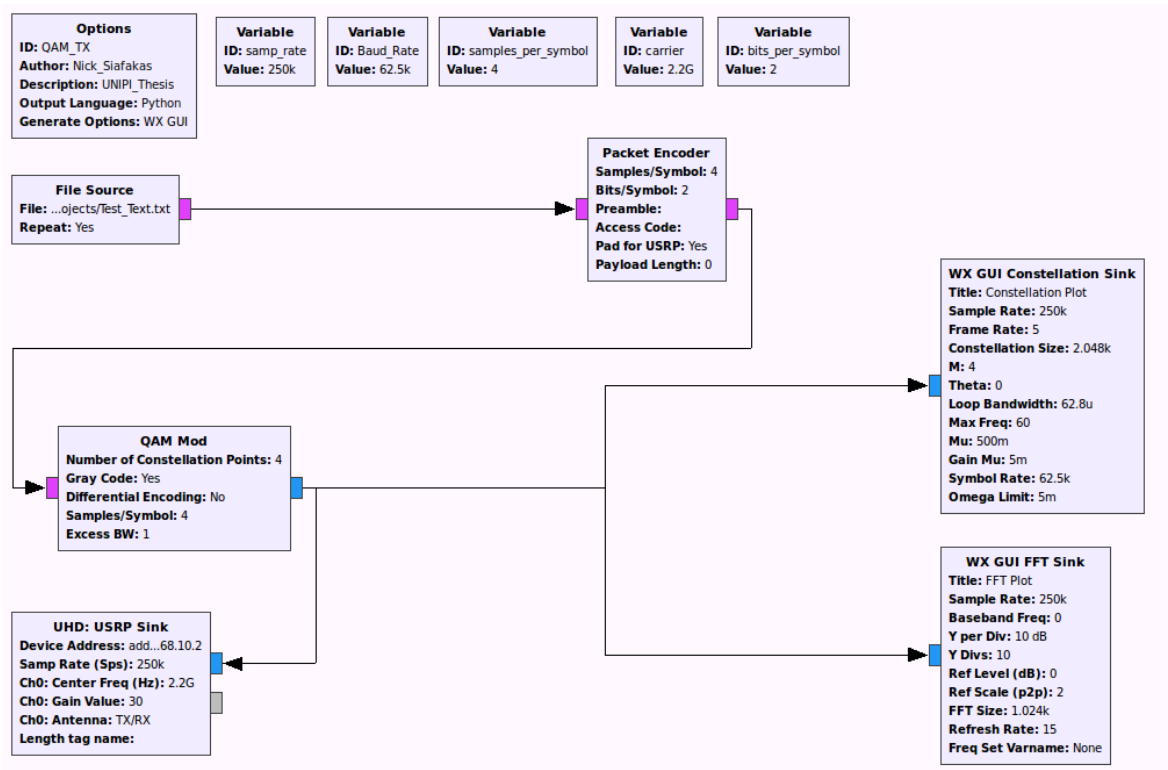 Options
ID: QAM_TX
Author: Nick_Siafakas
Description: UNIPI_Thesis
Output Language: Python
Generate Options: WX GUI
Variable
ID: samp_rate
Value: 250k
Variable
ID: Baud_Rate
Value: 62.5k
Variable
ID: samples_per_symbol
Value: 4
Variable
ID: carrier
Value: 2.2G
Variable
ID: bits_per_symbol
Value: 2
File Source
File: ...ojects/Test_Text.txt
Repeat: Yes
Packet Encoder
Samples/Symbol: 4
Bits/Symbol: 2
Preamble:
Access Code:
Pad for USRP: Yes
Payload Length: 0
QAM Mod
Number of Constellation Points: 4
Gray Code: Yes
Differential Encoding: No
Samples/Symbol: 4
Excess BW: 1
UHD: USRP Sink
Device Address: add...68.10.2
Samp Rate (Sps): 250k
Ch0: Center Freq (Hz): 2.2G
Ch0: Gain Value: 30
Ch0: Antenna: TX/RX
Length tag name:
WX GUI Constellation Sink
Title: Constellation Plot
Sample Rate: 250k
Frame Rate: 5
Constellation Size: 2.048k
M: 4
Theta: 0
Loop Bandwidth: 62.8u
Max Freq: 60
Mu: 500m
Gain Mu: 5m
Symbol Rate: 62.5k
Omega Limit: 5m
WX GUI FFT Sink
Title: FFT Plot
Sample Rate: 250k
Baseband Freq: 0
Y per Div: 10 dB
Y Divs: 10
Ref Level (dB): 0
Ref Scale (p2p): 2
FFT Size: 1.024k
Refresh Rate: 15
Freq Set Varname: None